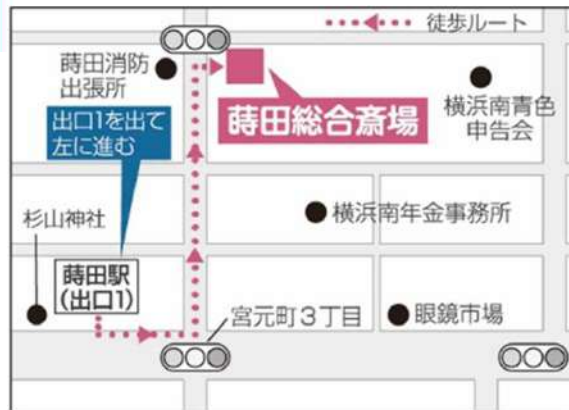 徒歩ルート
蒔田消防
出張所
蒔田総合斎場
横浜南青色
申告会
出口1を出て
左に進む
横浜南年金事務所
杉山神社
蒔田駅
(出口1)
宮元町3丁目
眼鏡市場